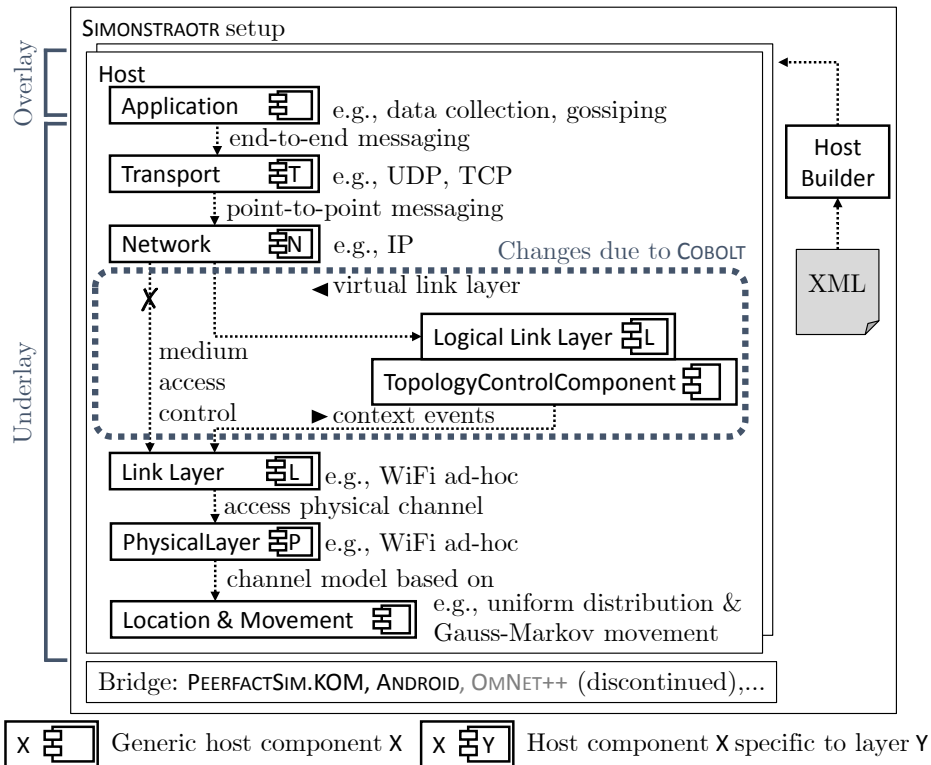 SIMONSTRAOTR setup
Overlay
Host
Application
e.g., data collection, gossiping
end-to-end messaging
Transport T e.g., UDP, TCP
point-to-point messaging
Network N e.g., IP
Host
Builder
XML
Changes due to COBOLT
Underlay
◄ virtual link layer
X
Logical Link Layer L
TopologyControlComponent
medium
access
control
► context events
Link Layer L e.g., WiFi ad-hoc
access physical channel
PhysicalLayer P e.g., WiFi ad-hoc
channel model based on
Location & Movement
e.g., uniform distribution &
Gauss-Markov movement
Bridge: PEERFACTSIM.KOM, ANDROID, OMNET++ (discontinued),...
X Generic host component X
X Y Host component X specific to layer Y